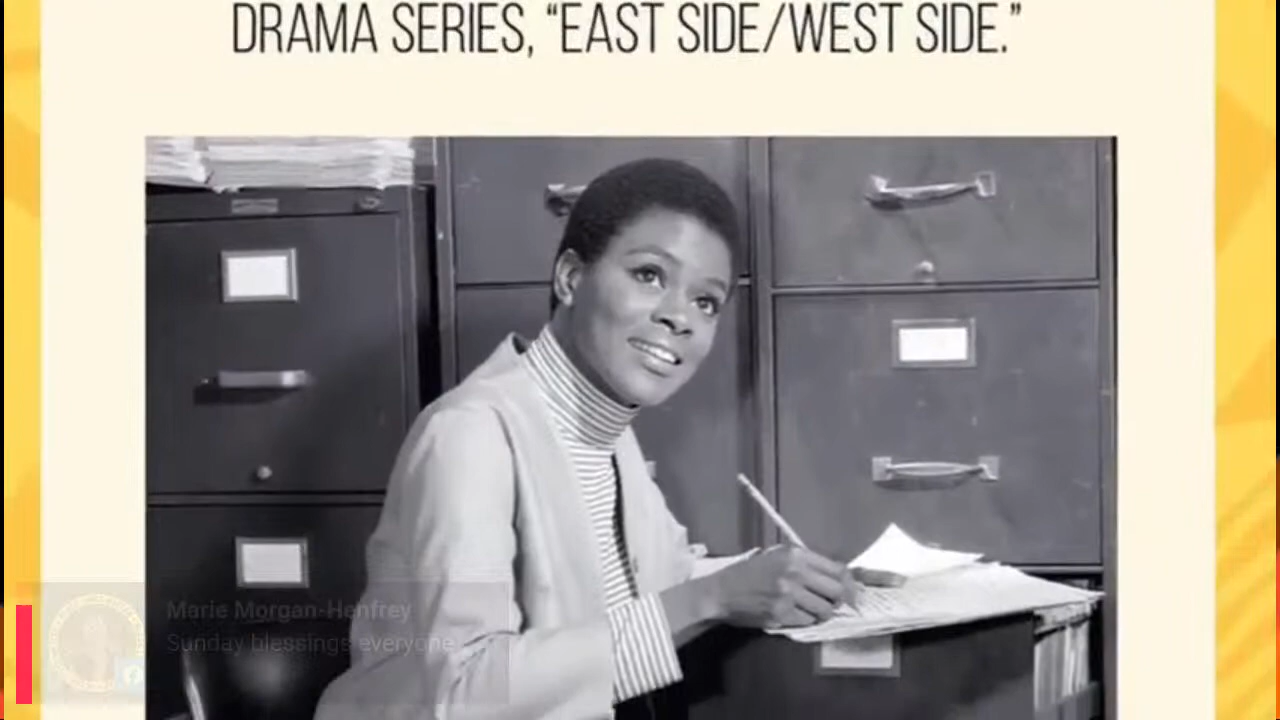 DRAMA SERIES, “EAST SIDE/WEST SIDE.”
Marie Morgan-Henfrey
Sunday blessings everyone